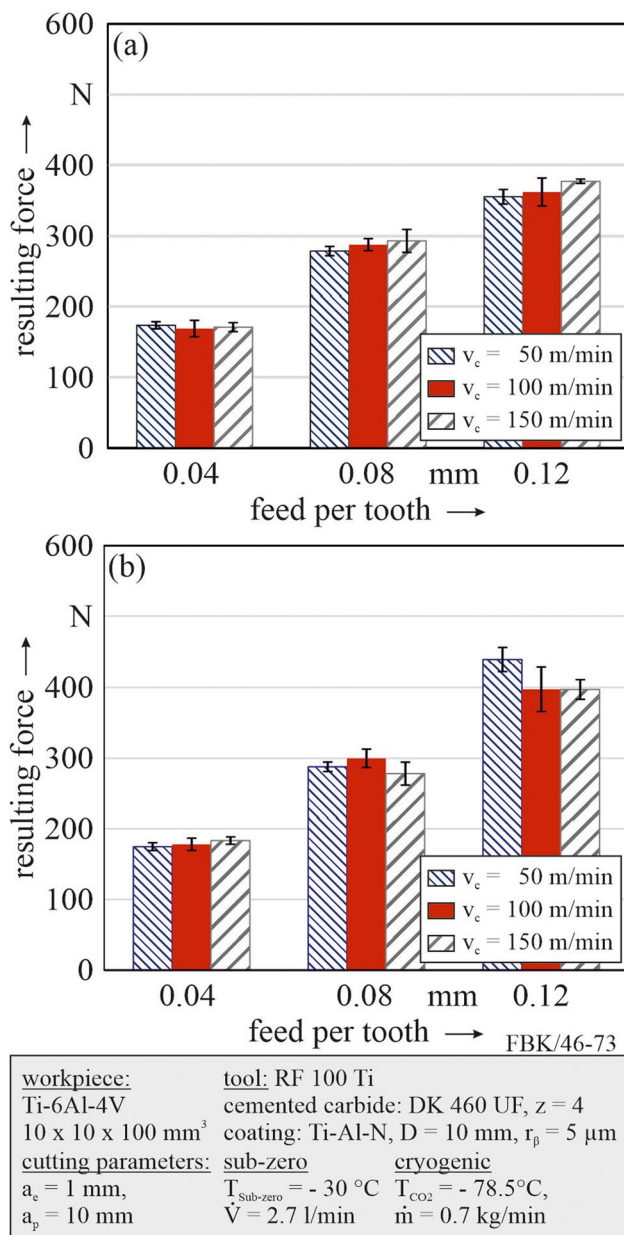 600
(a)
N
400
300
200
100
0
resulting force →
v_c = 50 m/min
v_c = 100 m/min
v_c = 150 m/min
0.04 0.08 mm 0.12
feed per tooth →
600
(b)
N
400
300
200
100
0
resulting force →
v_c = 50 m/min
v_c = 100 m/min
v_c = 150 m/min
0.04 0.08 mm 0.12
feed per tooth →
FBK/46-73
workpiece: tool: RF 100 Ti
Ti-6Al-4V cemented carbide: DK 460 UF, z = 4
10 x 10 x 100 mm³ coating: Ti-Al-N, D = 10 mm, r_β = 5 µm
cutting parameters: sub-zero cryogenic
a_e = 1 mm, T_Sub-zero = - 30 °C T_CO2 = - 78.5°C,
a_p = 10 mm V̇ = 2.7 l/min ṁ = 0.7 kg/min